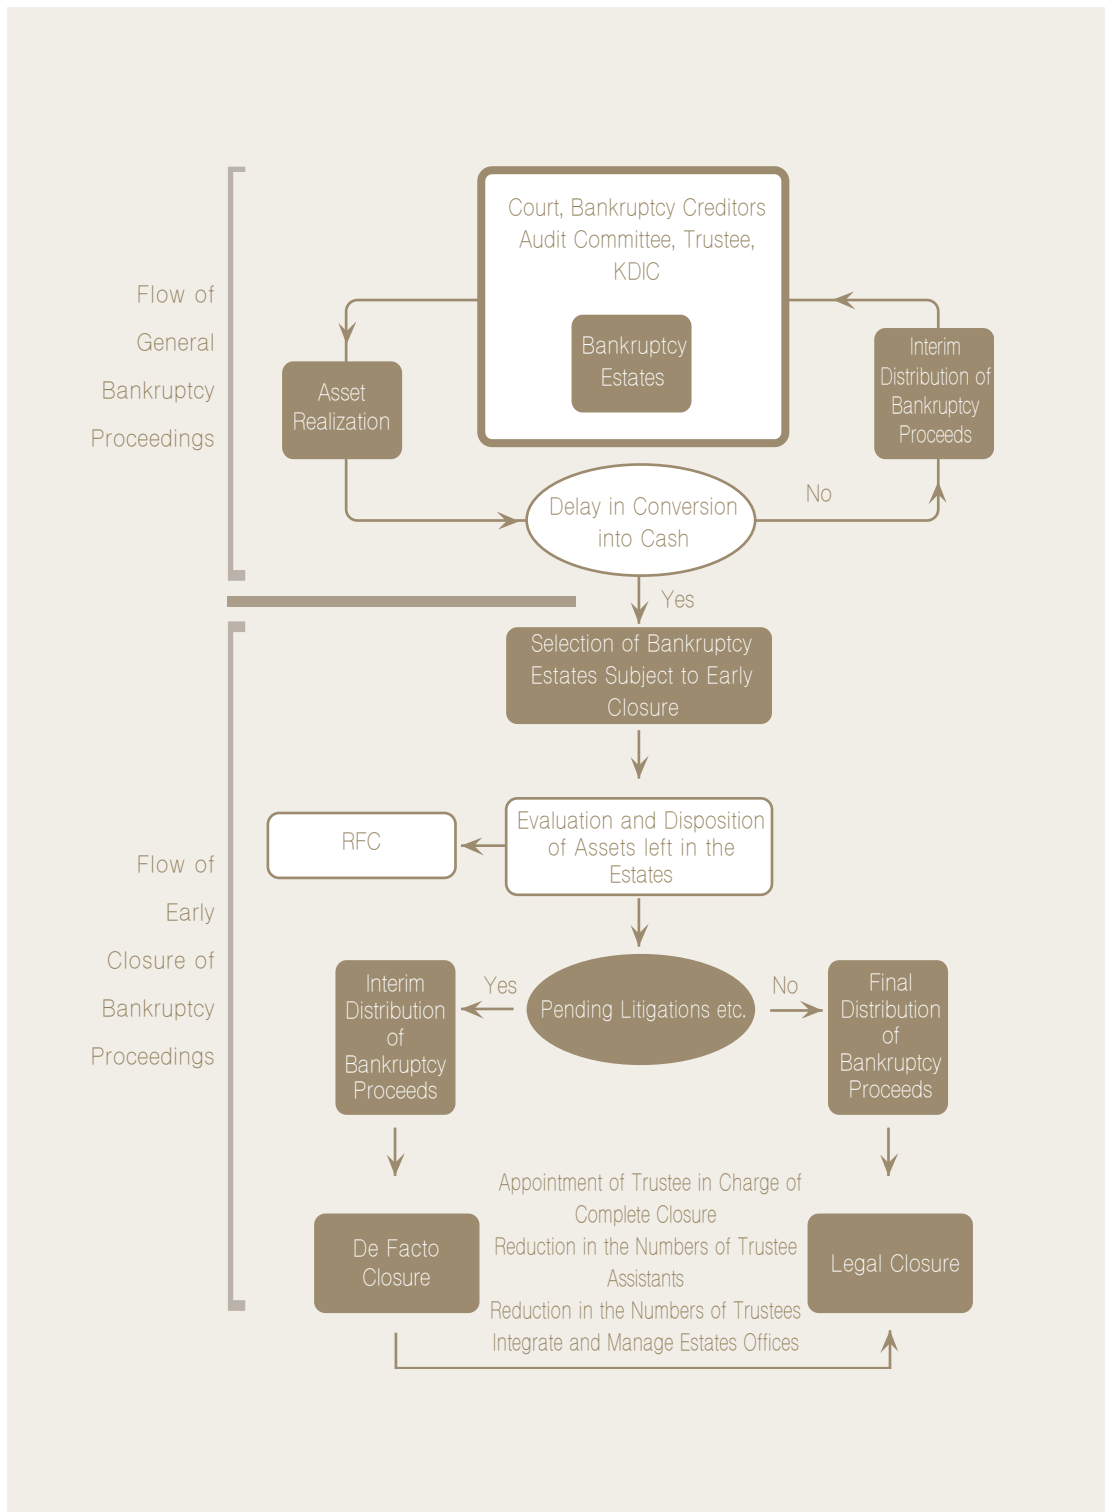 Flow of
General
Bankruptcy
Proceedings
Court, Bankruptcy Creditors
Audit Committee, Trustee,
KDIC
Bankruptcy
Estates
Asset
Realization
Interim
Distribution of
Bankruptcy
Proceeds
Delay in Conversion
into Cash
No
Yes
Flow of
Early
Closure of
Bankruptcy
Proceedings
Selection of Bankruptcy
Estates Subject to Early
Closure
Evaluation and Disposition
of Assets left in the
Estates
RFC
Pending Litigations etc.
Yes
No
Interim
Distribution
of
Bankruptcy
Proceeds
Final
Distribution
of
Bankruptcy
Proceeds
De Facto
Closure
Appointment of Trustee in Charge of
Complete Closure
Reduction in the Numbers of Trustee
Assistants
Reduction in the Numbers of Trustees
Integrate and Manage Estates Offices
Legal Closure